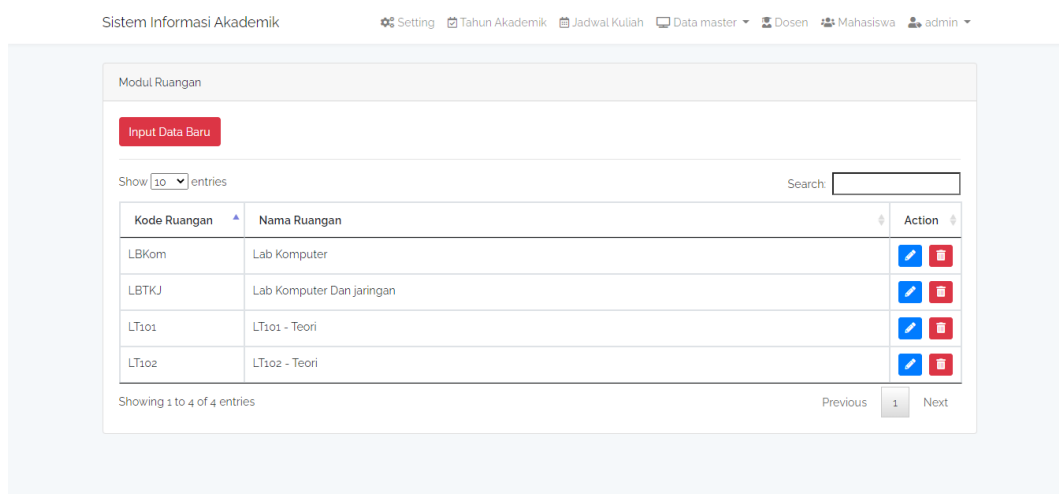 Sistem Informasi Akademik Setting Tahun Akademik Jadwal Kuliah Data master Dosen Mahasiswa admin
Modul Ruangan
Input Data Baru
Show 10 entries Search:
Kode Ruangan Nama Ruangan Action
LBKom Lab Komputer
LBTKJ Lab Komputer Dan jaringan
LT101 LT101 - Teori
LT102 LT102 - Teori
Showing 1 to 4 of 4 entries Previous 1 Next